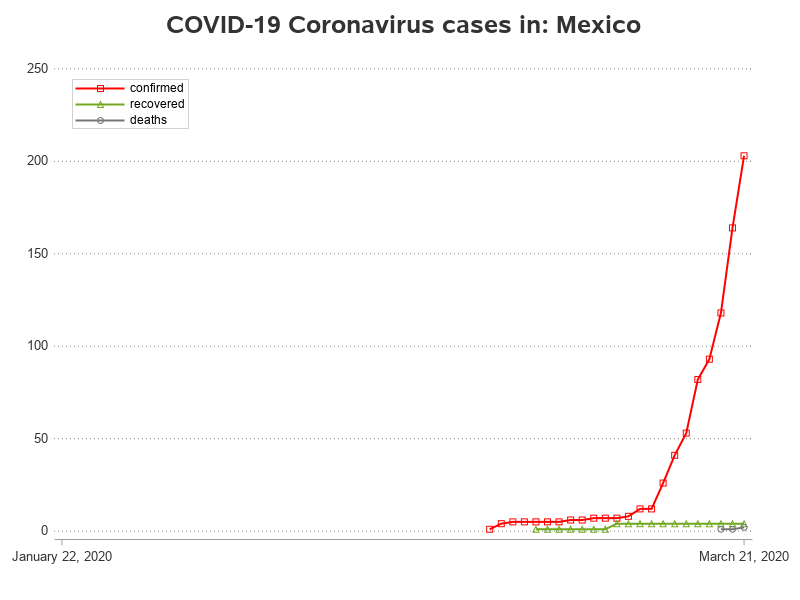 COVID-19 Coronavirus cases in: Mexico
250
confirmed
recovered
deaths
200
150
100
50
0
January 22, 2020
March 21, 2020